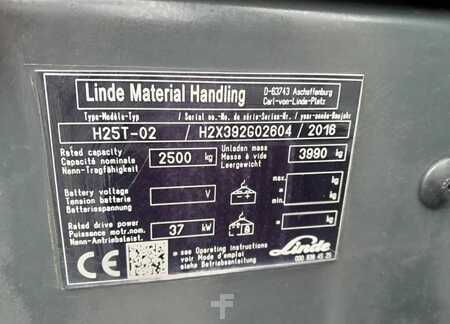 Linde Material Handling
D-63743 Aschaffenburg
Carl-von-Linde-Platz
Type-Modèle-Typ / Serial no.-No. de série-Serien-Nr. / year-année-Baujahr
H25T-02 / H2X392G02604 / 2016
Rated capacity
Capacité nominale
Nenn-Tragfähigkeit
2500 kg
Unladen mass
Masse à vide
Leergewicht
3990 kg
Battery voltage
Tension batterie
Batteriespannung
V
max.
=
min.
kg
kg
Rated drive power
Puissance motr.nom.
Nenn-Antriebsleist.
37 kW
= kg
CE
* see Operating Instructions
voir Mode d'emploi
siehe Betriebsanleitung
Linde